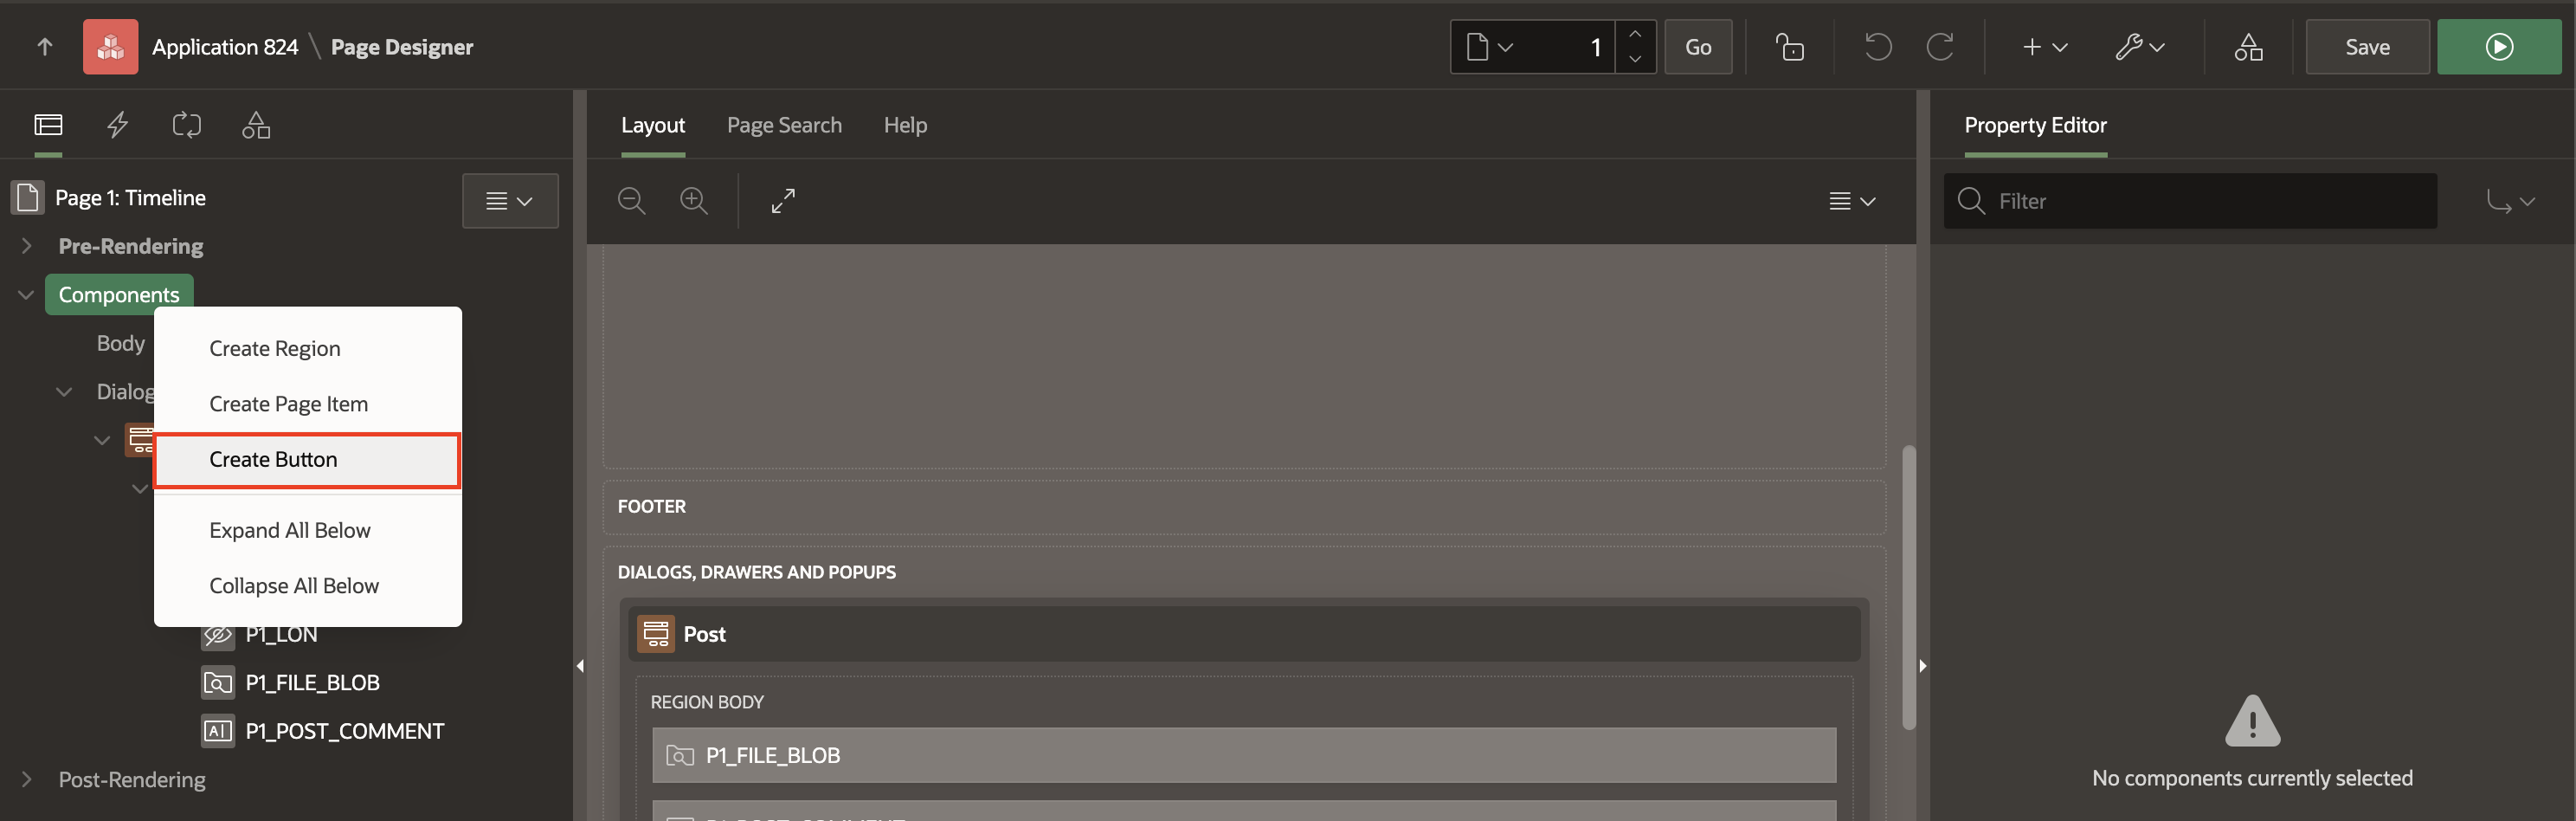 Application 824 \ Page Designer
1
Go
Save
Layout
Page Search
Help
Property Editor
Page 1: Timeline
Filter
Pre-Rendering
Components
Body
Dialog
Create Region
Create Page Item
Create Button
Expand All Below
Collapse All Below
P1_LON
P1_FILE_BLOB
AI P1_POST_COMMENT
Post-Rendering
FOOTER
DIALOGS, DRAWERS AND POPUPS
Post
REGION BODY
P1_FILE_BLOB
No components currently selected